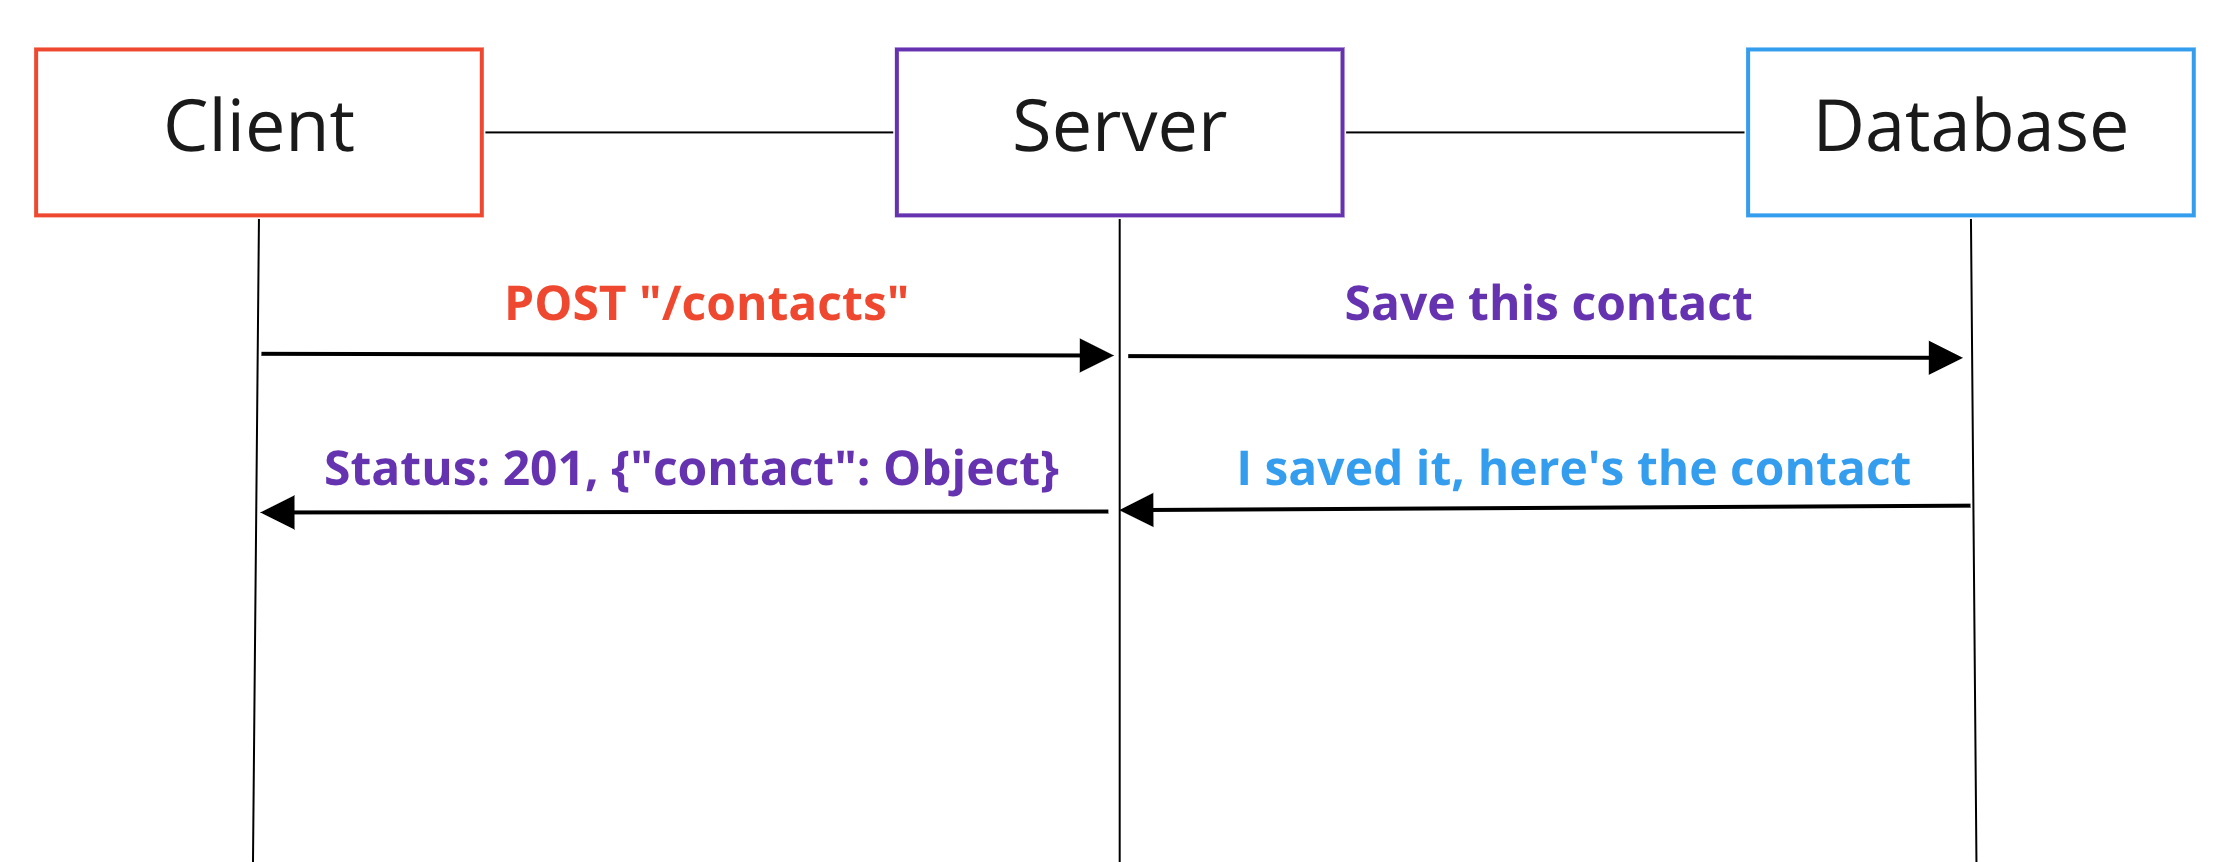 Client
Server
Database
POST "/contacts"
Save this contact
Status: 201, {"contact": Object}
I saved it, here's the contact